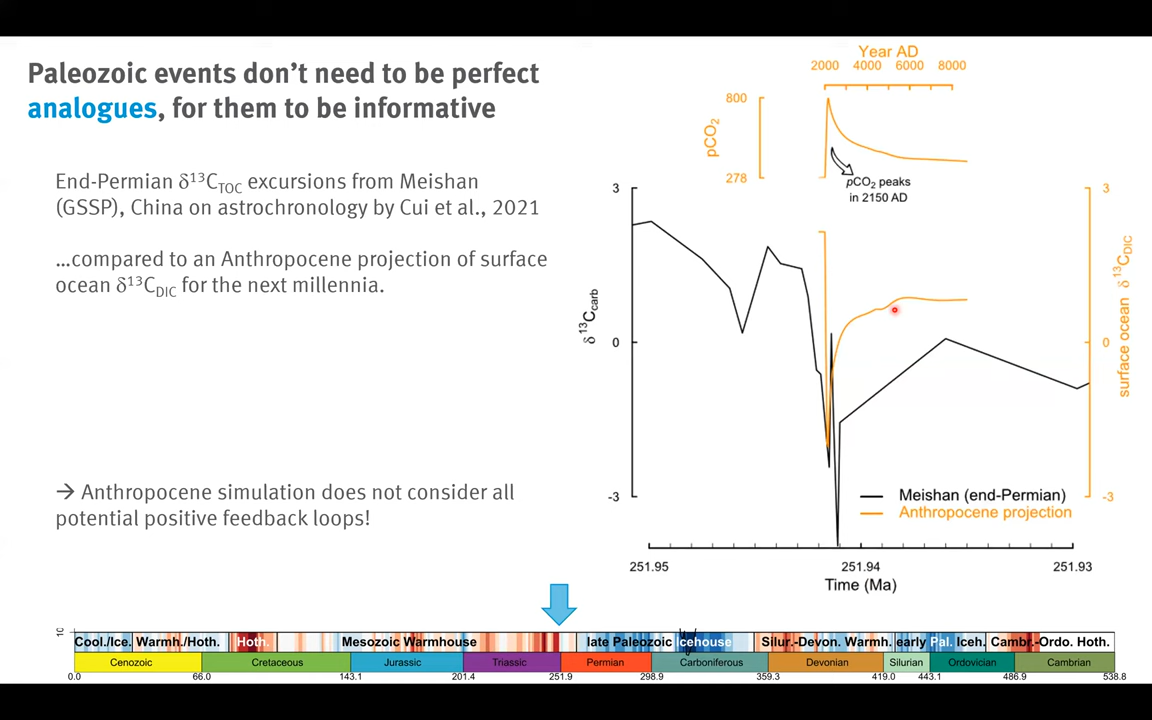 Paleozoic events don't need to be perfect
analogues, for them to be informative
End-Permian δ¹³C_TOC excursions from Meishan
(GSSP), China on astrochronology by Cui et al., 2021
…compared to an Anthropocene projection of surface
ocean δ¹³C_DIC for the next millennia.
→ Anthropocene simulation does not consider all
potential positive feedback loops!
Year AD
2000 4000 6000 8000
800
pCO₂
278
pCO₂ peaks
in 2150 AD
3
0
-3
δ¹³Ccarb
3
0
-3
surface ocean δ¹³C_DIC
Meishan (end-Permian)
Anthropocene projection
251.95 251.94 251.93
Time (Ma)
10
Cool./Ice. Warmh./Hoth. Hoth. Mesozoic Warmhouse late Paleozoic cehouse Silur.-Devon. Warmh. early Pal. Iceh. Cambr.-Ordo. Hoth.
Cenozoic Cretaceous Jurassic Triassic Permian Carboniferous Devonian Silurian Ordovician Cambrian
0.0 66.0 143.1 201.4 251.9 298.9 359.3 419.0 443.1 486.9 538.8